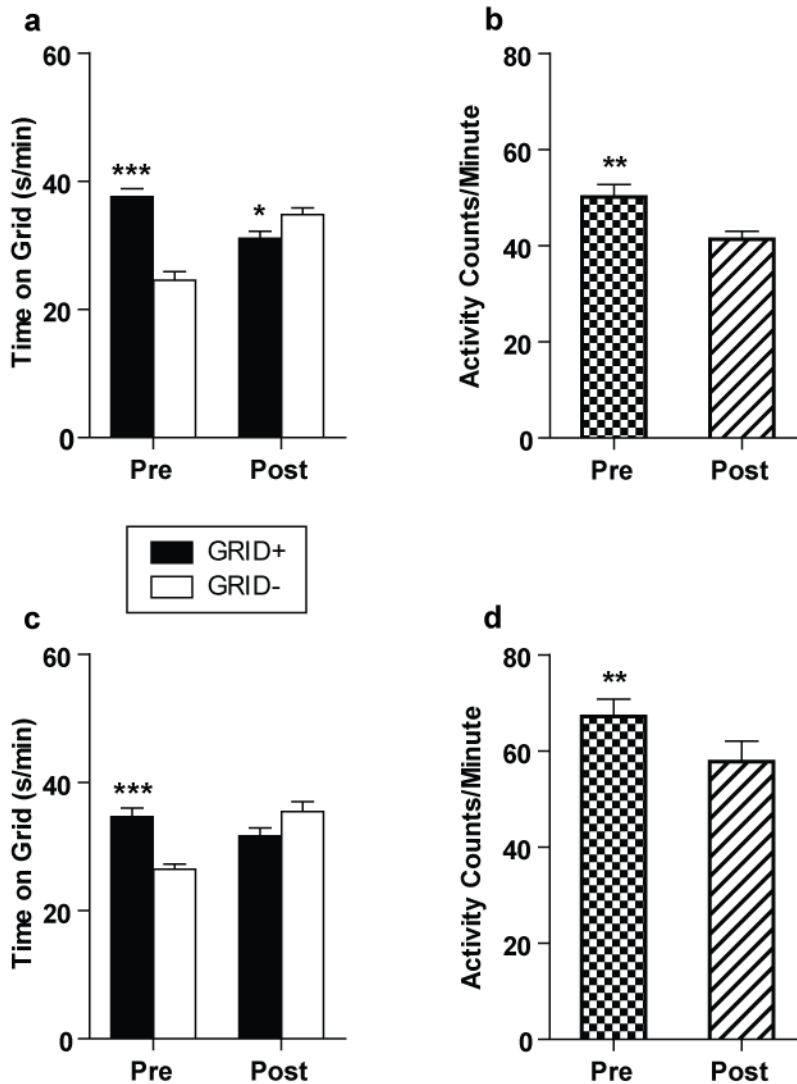 a
60
40
20
0
Time on Grid (s/min)
***
*
Pre Post
b
80
60
40
20
0
Activity Counts/Minute
**
Pre Post
GRID+
GRID-
c
60
40
20
0
Time on Grid (s/min)
***
Pre Post
d
80
60
40
20
0
Activity Counts/Minute
**
Pre Post